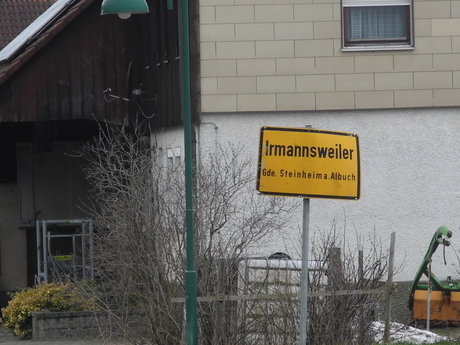 Irmannsweiler
Gde. Steinheim a. Albuch